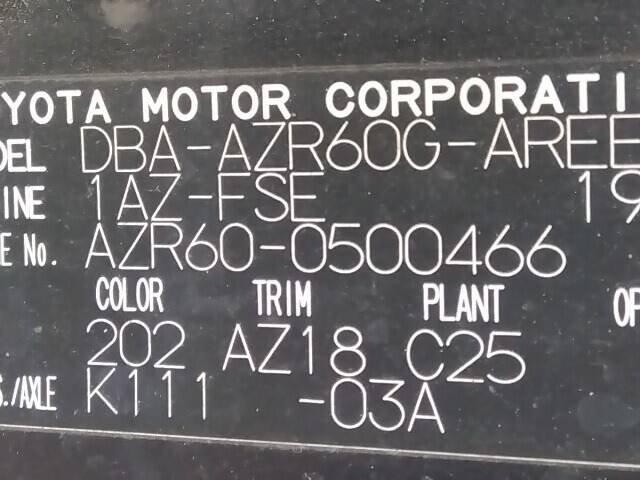 OYOTA MOTOR CORPORATI
DEL DBA-AZR60G-AREE
INE 1AZ-FSE 19
E No. AZR60-0500466
COLOR TRIM PLANT OP
202 AZ18 C25
S./AXLE K111 -03A